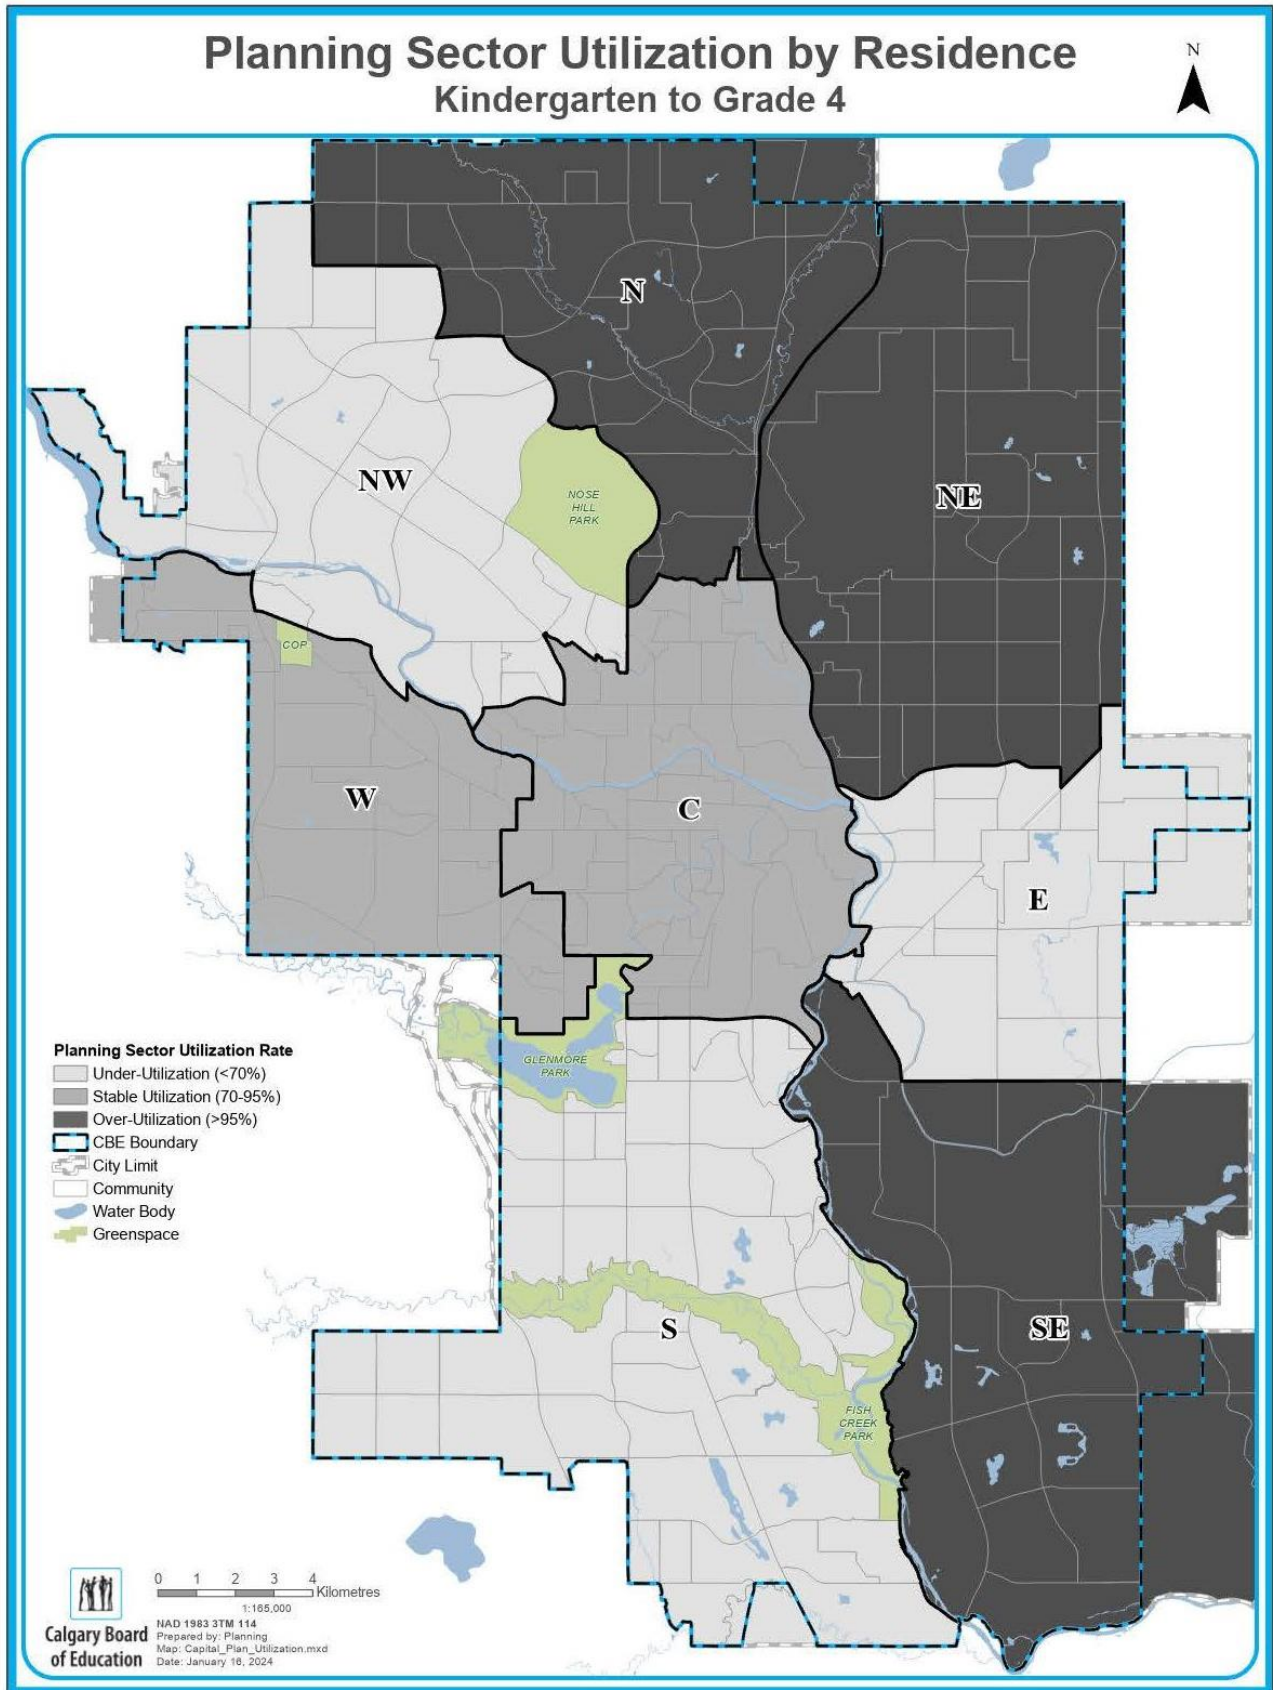 Planning Sector Utilization by Residence
Kindergarten to Grade 4
N
N
NW
NOSE
HILL
PARK
NE
COP
W
C
E
GLENMORE
PARK
Planning Sector Utilization Rate
Under-Utilization (<70%)
Stable Utilization (70-95%)
Over-Utilization (>95%)
CBE Boundary
City Limit
Community
Water Body
Greenspace
S
SE
FISH
CREEK
PARK
0 1 2 3 4
Kilometres
1:165,000
NAD 1983 3TM 114
Prepared by: Planning
Map: Capital_Plan_Utilization.mxd
Date: January 16, 2024
Calgary Board
of Education